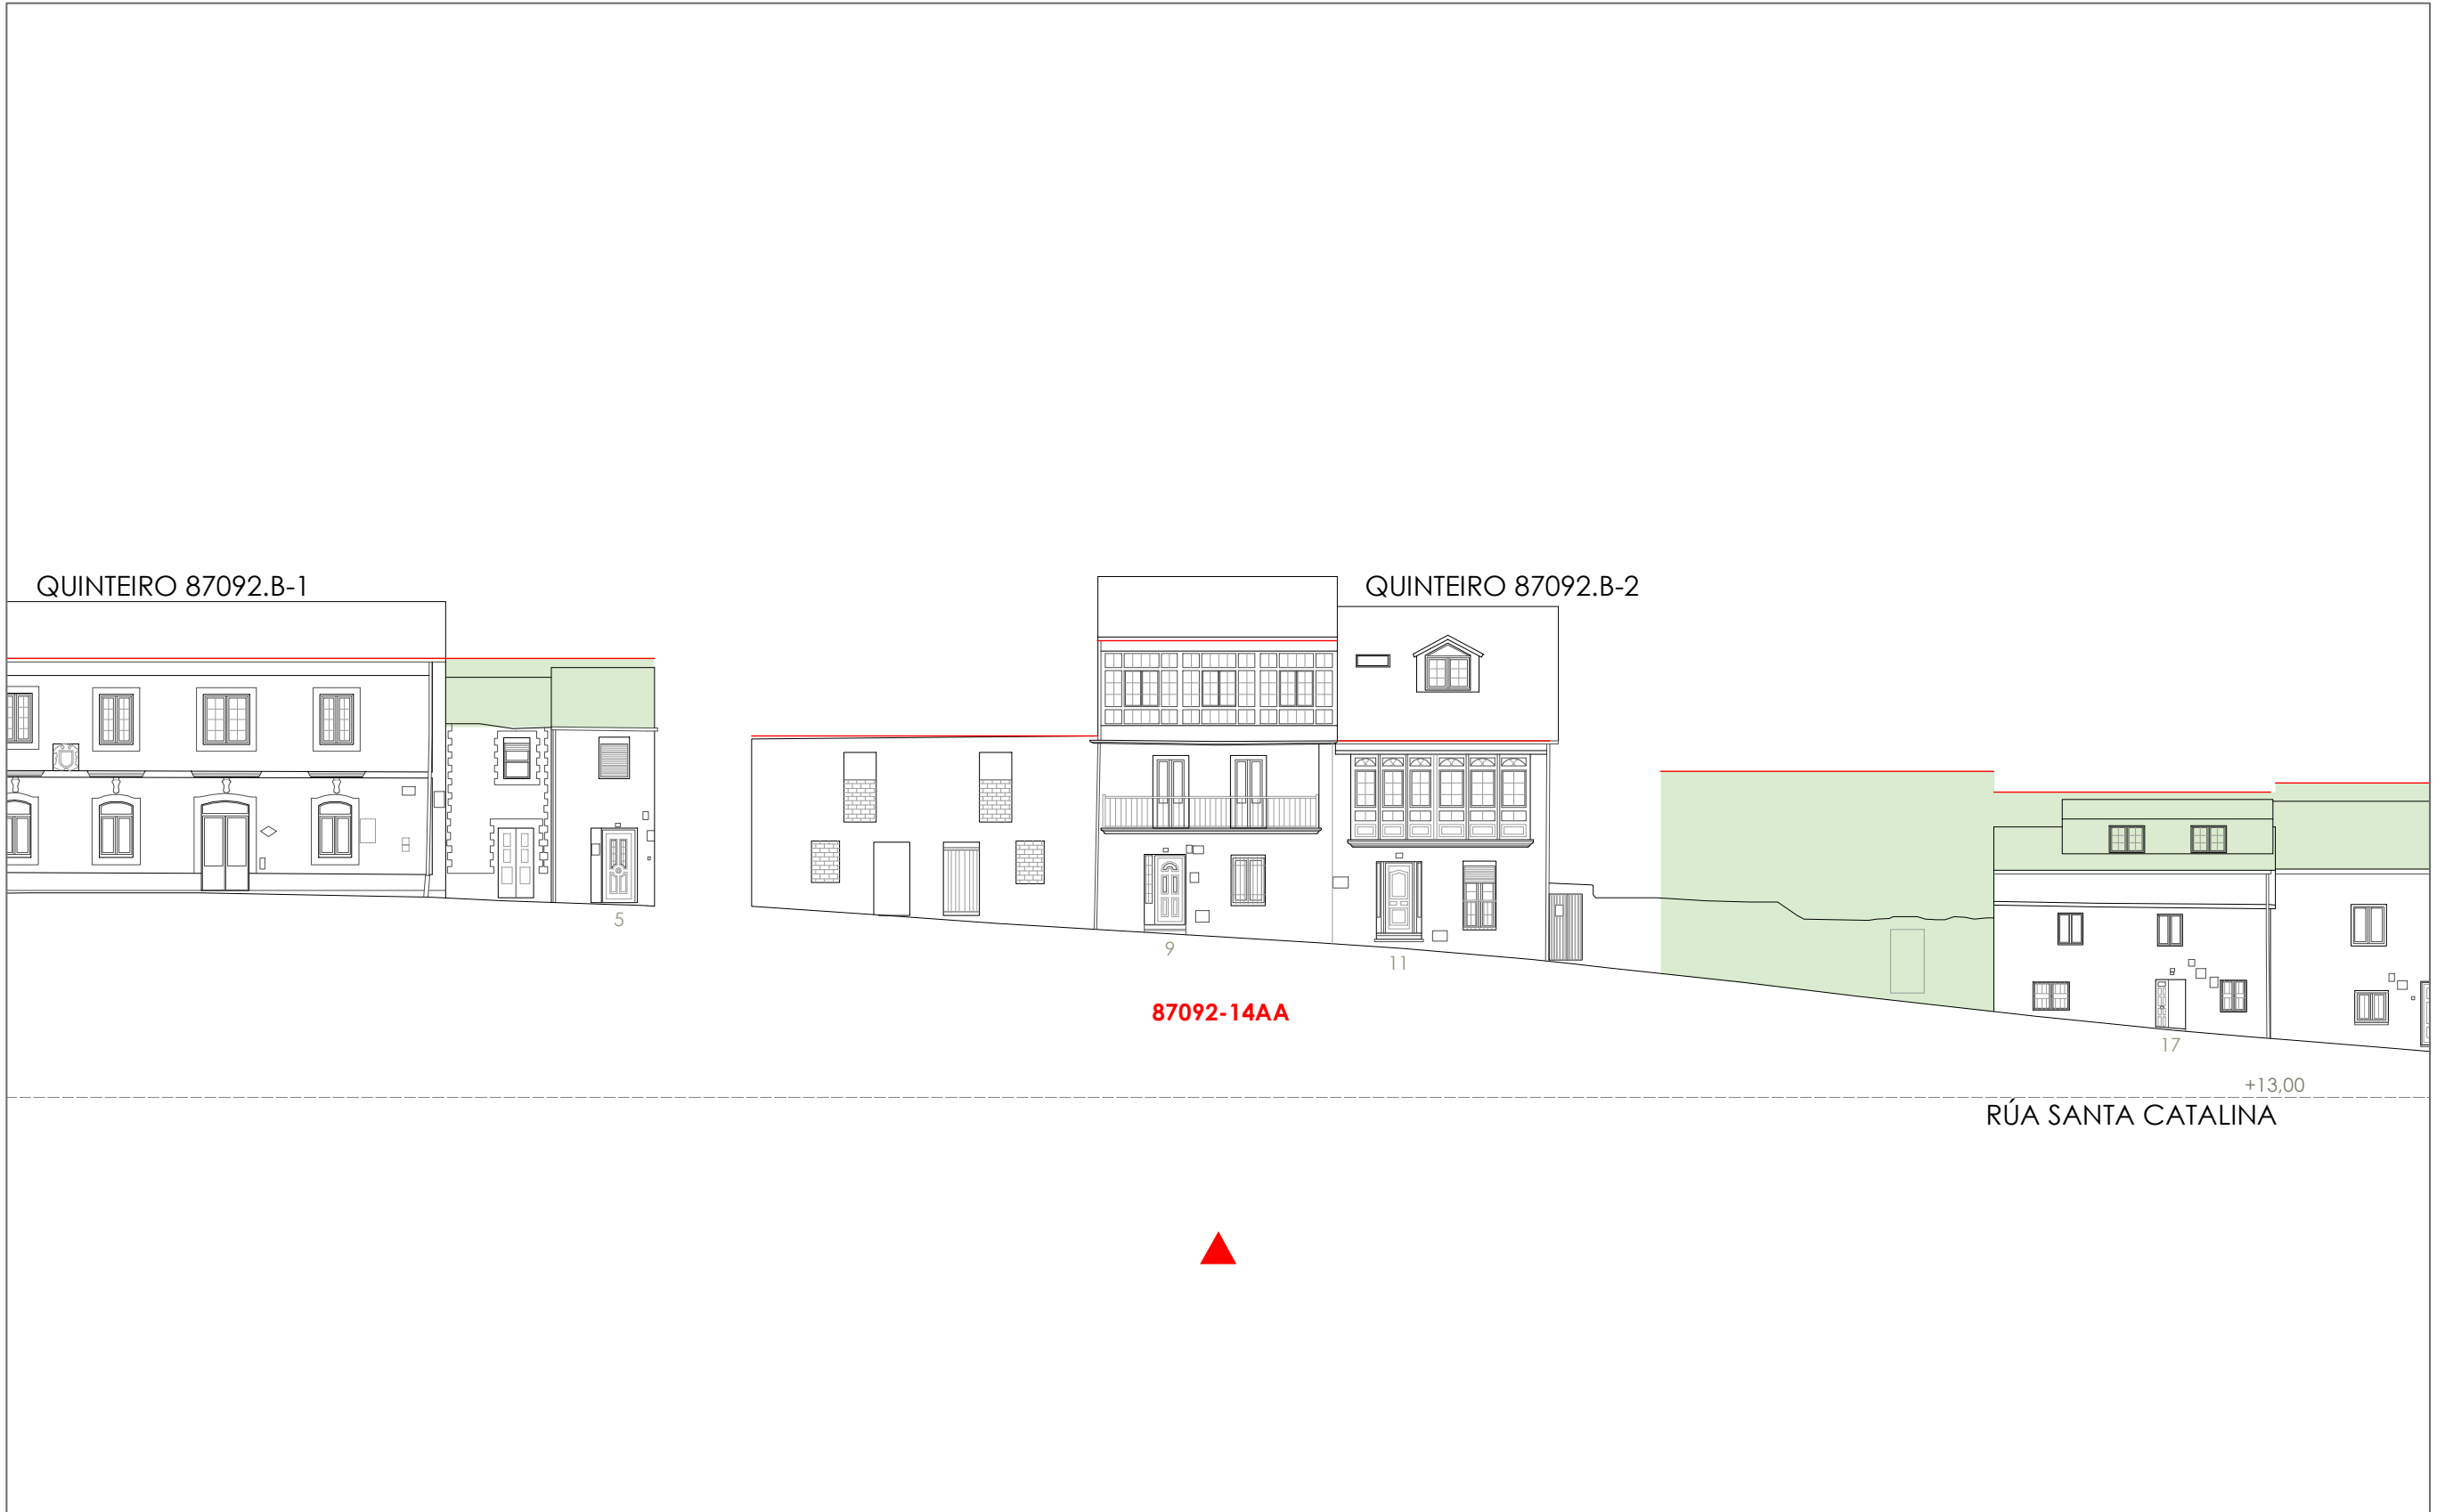 QUINTEIRO 87092.B-1
QUINTEIRO 87092.B-2
5
9
11
87092-14AA
17
+13,00
RÚA SANTA CATALINA